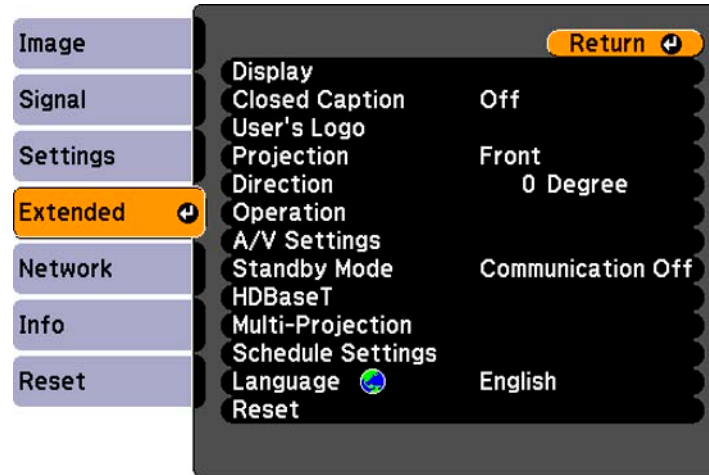 Image
Signal
Settings
Extended
Network
Info
Reset
Return
Display
Closed Caption Off
User's Logo
Projection Front
Direction 0 Degree
Operation
A/V Settings
Standby Mode Communication Off
HDBaseT
Multi-Projection
Schedule Settings
Language English
Reset